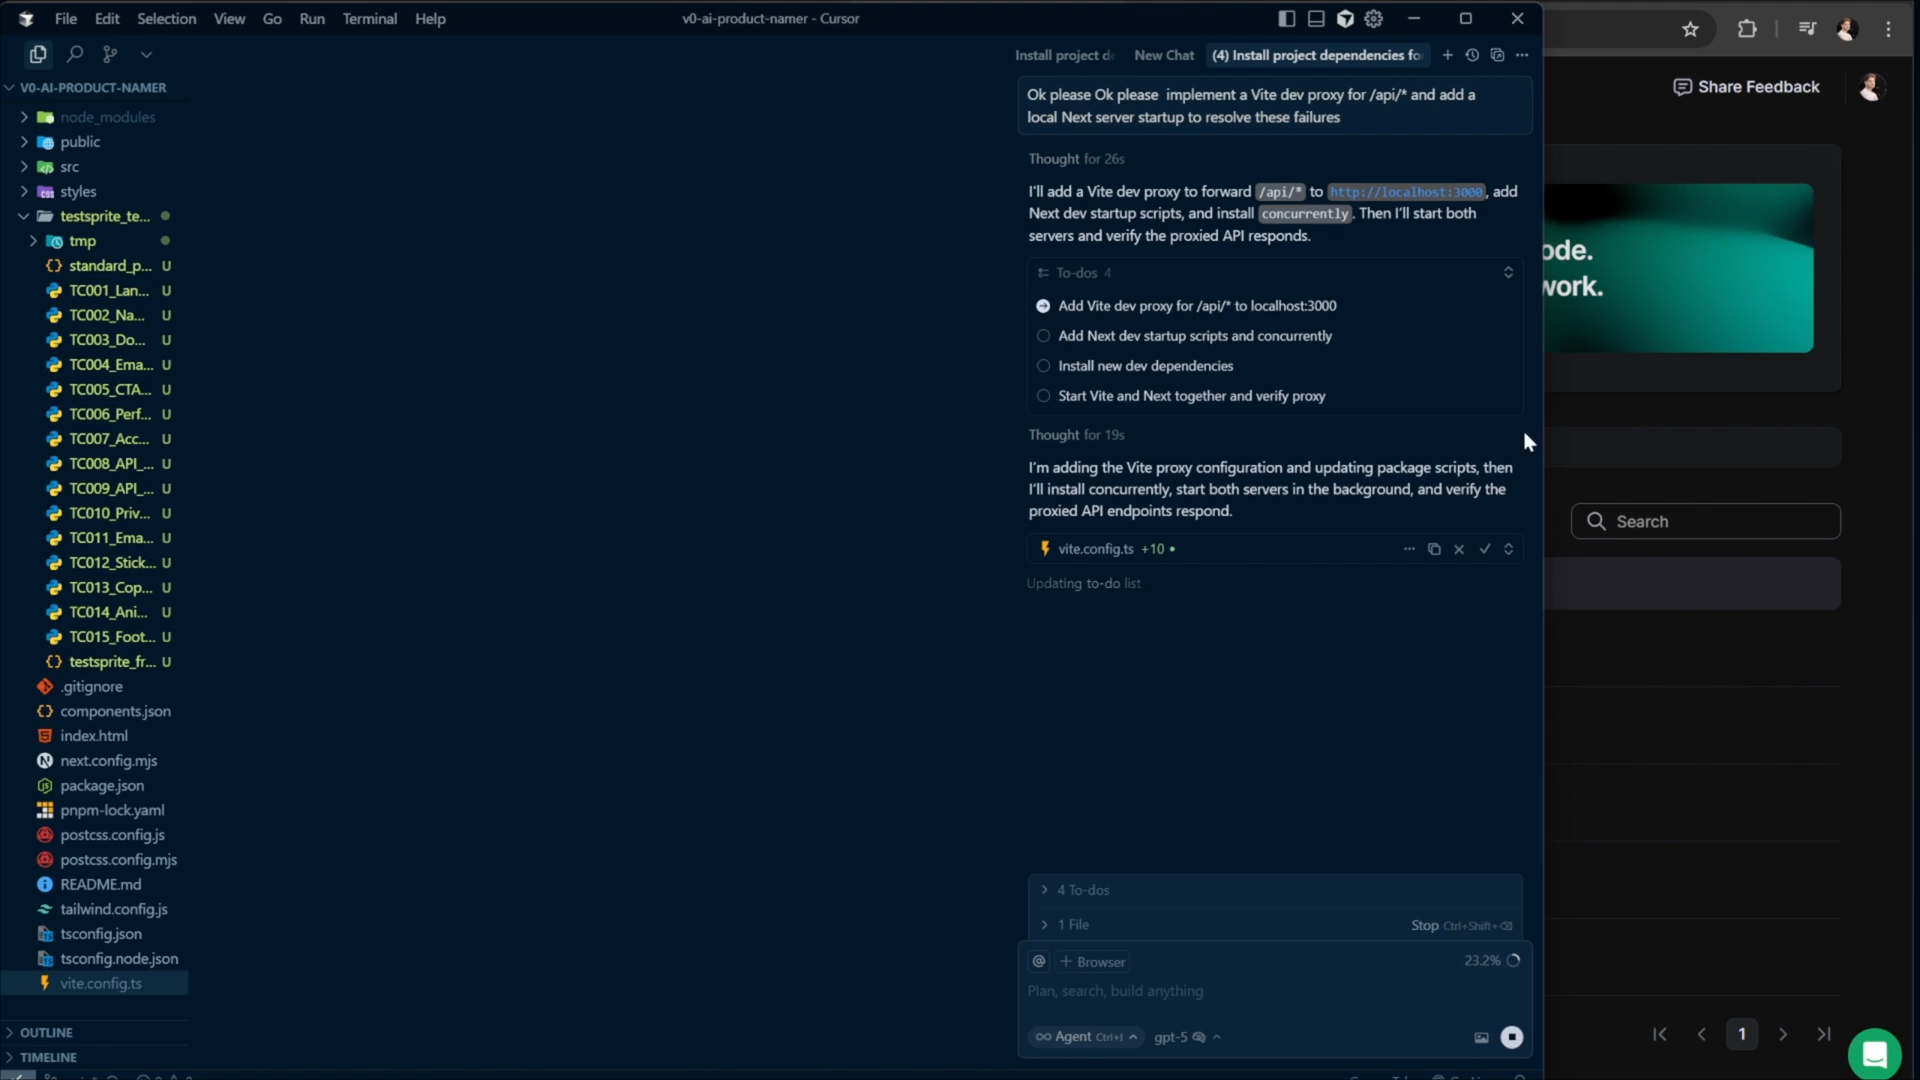 File Edit Selection View Go Run Terminal Help
v0-ai-product-namer - Cursor
V0-AI-PRODUCT-NAMER
node_modules
public
src
styles
testsprite_te...
tmp
standard_p... U
TC001_Lan... U
TC002_Na... U
TC003_Do... U
TC004_Ema... U
TC005_CTA... U
TC006_Perf... U
TC007_Acc... U
TC008_API_... U
TC009_API_... U
TC010_Priv... U
TC011_Ema... U
TC012_Stick... U
TC013_Cop... U
TC014_Ani... U
TC015_Foot... U
testsprite_fr... U
.gitignore
components.json
index.html
next.config.mjs
package.json
pnpm-lock.yaml
postcss.config.js
postcss.config.mjs
README.md
tailwind.config.js
tsconfig.json
tsconfig.node.json
vite.config.ts
OUTLINE
TIMELINE
Install project de New Chat (4) Install project dependencies fo
Ok please Ok please implement a Vite dev proxy for /api/* and add a
local Next server startup to resolve these failures
Thought for 26s
I'll add a Vite dev proxy to forward /api/* to http://localhost:3000, add
Next dev startup scripts, and install concurrently. Then I'll start both
servers and verify the proxied API responds.
To-dos 4
Add Vite dev proxy for /api/* to localhost:3000
Add Next dev startup scripts and concurrently
Install new dev dependencies
Start Vite and Next together and verify proxy
Thought for 19s
I'm adding the Vite proxy configuration and updating package scripts, then
I'll install concurrently, start both servers in the background, and verify the
proxied API endpoints respond.
vite.config.ts +10
Updating to-do list
4 To-dos
1 File
Stop Ctrl+Shift+⌫
@ + Browser
23.2%
Plan, search, build anything
Agent Ctrl+I
gpt-5
Share Feedback
ode.
work.
Search
1